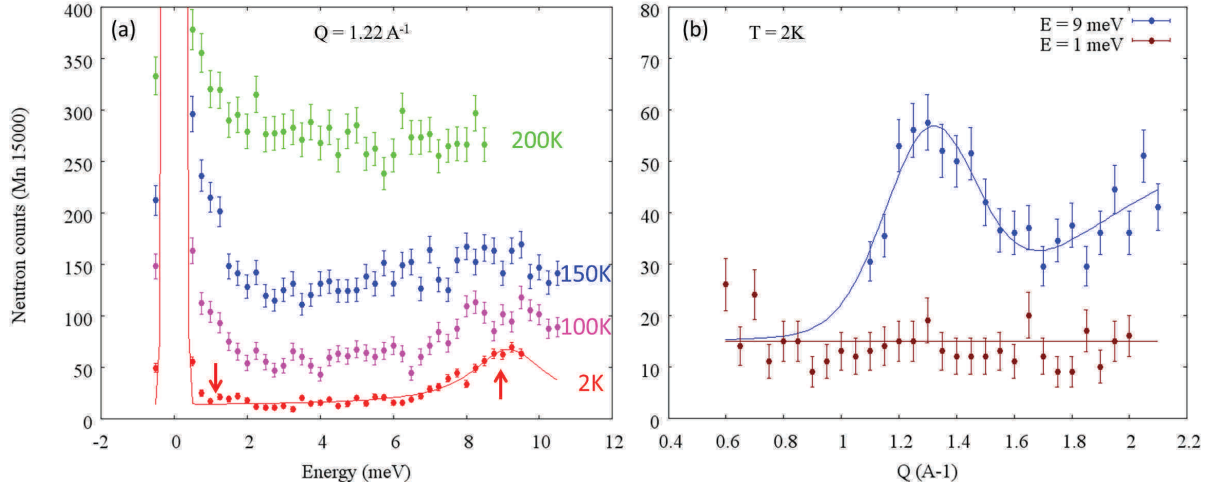 400
350
300
250
200
150
100
50
0
-2
0
2
4
6
8
10
12
Neutron counts (Mn 15000)
Energy (meV)
(a)
Q = 1.22 A-1
200K
150K
100K
2K
80
70
60
50
40
30
20
10
0
0.4
0.6
0.8
1
1.2
1.4
1.6
1.8
2
2.2
Q (A-1)
(b)
T = 2K
E = 9 meV
E = 1 meV